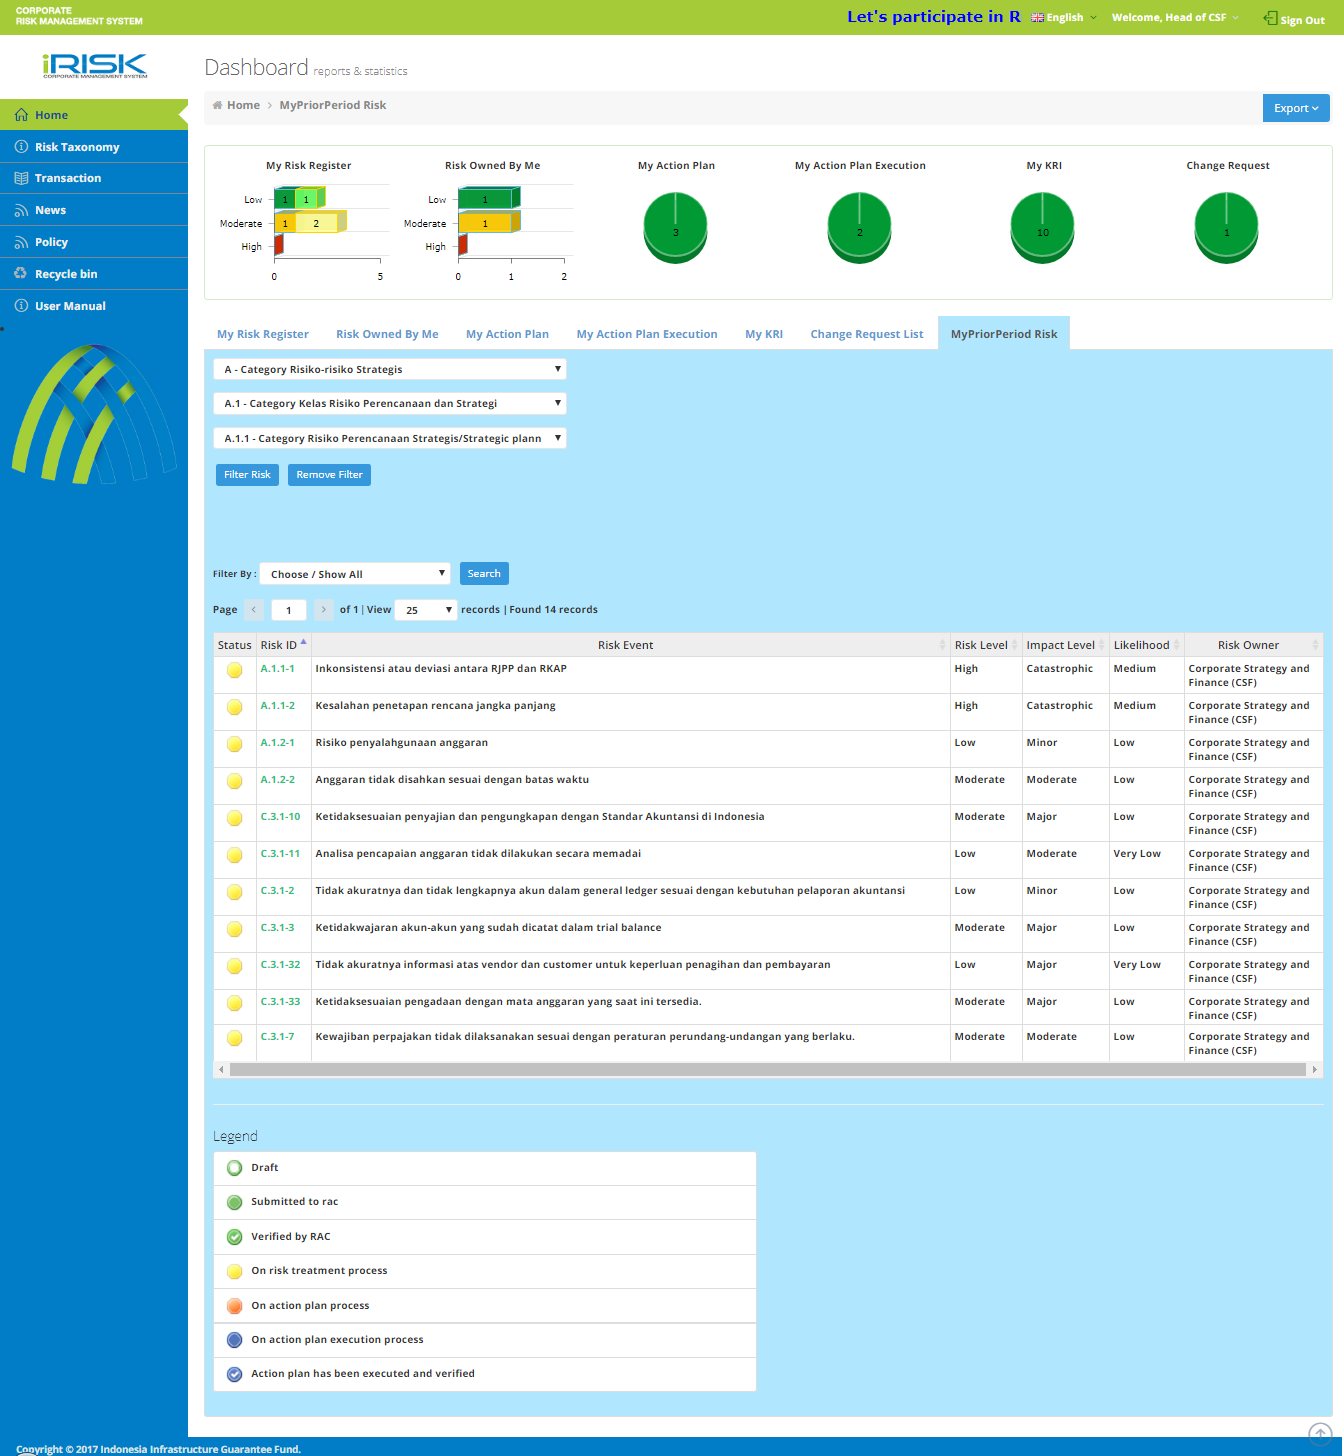 CORPORATE
RISK MANAGEMENT SYSTEM
Let's participate in R
English
Welcome, Head of CSF
Sign Out
iRISK
CORPORATE MANAGEMENT SYSTEM
Dashboard reports & statistics
Home
Risk Taxonomy
Transaction
News
Policy
Recycle bin
User Manual
Home > MyPriorPeriod Risk
Export
My Risk Register
Low 1 1
Moderate 1 2
High
0 5
Risk Owned By Me
Low 1
Moderate 1
High
0 1 2
My Action Plan
3
My Action Plan Execution
2
My KRI
10
Change Request
1
My Risk Register Risk Owned By Me My Action Plan My Action Plan Execution My KRI Change Request List MyPriorPeriod Risk
A - Category Risiko-risiko Strategis
A.1 - Category Kelas Risiko Perencanaan dan Strategi
A.1.1 - Category Risiko Perencanaan Strategis/Strategic plann
Filter Risk Remove Filter
Filter By : Choose / Show All Search
Page < 1 > of 1 | View 25 records | Found 14 records
Status Risk ID Risk Event Risk Level Impact Level Likelihood Risk Owner
A.1.1-1 Inkonsistensi atau deviasi antara RJPP dan RKAP High Catastrophic Medium Corporate Strategy and
Finance (CSF)
A.1.1-2 Kesalahan penetapan rencana jangka panjang High Catastrophic Medium Corporate Strategy and
Finance (CSF)
A.1.2-1 Risiko penyalahgunaan anggaran Low Minor Low Corporate Strategy and
Finance (CSF)
A.1.2-2 Anggaran tidak disahkan sesuai dengan batas waktu Moderate Moderate Low Corporate Strategy and
Finance (CSF)
C.3.1-10 Ketidaksesuaian penyajian dan pengungkapan dengan Standar Akuntansi di Indonesia Moderate Major Low Corporate Strategy and
Finance (CSF)
C.3.1-11 Analisa pencapaian anggaran tidak dilakukan secara memadai Low Moderate Very Low Corporate Strategy and
Finance (CSF)
C.3.1-2 Tidak akuratnya dan tidak lengkapnya akun dalam general ledger sesuai dengan kebutuhan pelaporan akuntansi Low Minor Low Corporate Strategy and
Finance (CSF)
C.3.1-3 Ketidakwajaran akun-akun yang sudah dicatat dalam trial balance Moderate Major Low Corporate Strategy and
Finance (CSF)
C.3.1-32 Tidak akuratnya informasi atas vendor dan customer untuk keperluan penagihan dan pembayaran Low Major Very Low Corporate Strategy and
Finance (CSF)
C.3.1-33 Ketidaksesuaian pengadaan dengan mata anggaran yang saat ini tersedia. Moderate Major Low Corporate Strategy and
Finance (CSF)
C.3.1-7 Kewajiban perpajakan tidak dilaksanakan sesuai dengan peraturan perundang-undangan yang berlaku. Moderate Moderate Low Corporate Strategy and
Finance (CSF)
Legend
Draft
Submitted to rac
Verified by RAC
On risk treatment process
On action plan process
On action plan execution process
Action plan has been executed and verified
Copyright © 2017 Indonesia Infrastructure Guarantee Fund.